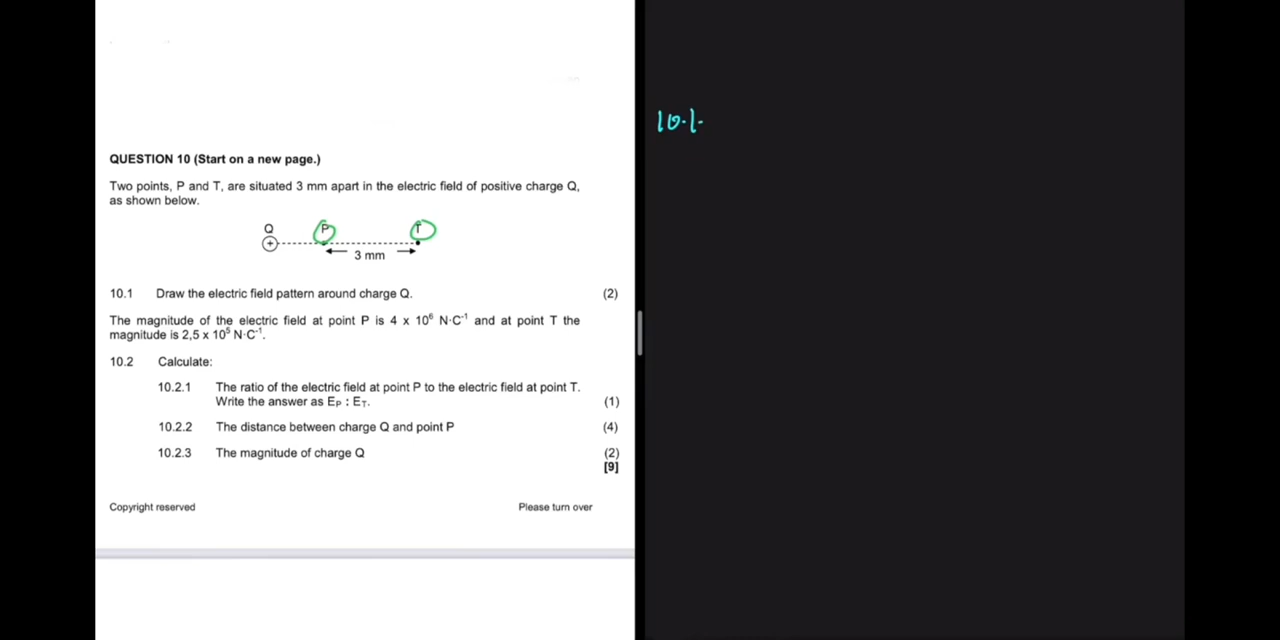 10.1.
QUESTION 10 (Start on a new page.)
Two points, P and T, are situated 3 mm apart in the electric field of positive charge Q,
as shown below.
Q P T
+
3 mm
10.1 Draw the electric field pattern around charge Q. (2)
The magnitude of the electric field at point P is 4 x 10⁶ N·C⁻¹ and at point T the
magnitude is 2,5 x 10⁵ N·C⁻¹.
10.2 Calculate:
10.2.1 The ratio of the electric field at point P to the electric field at point T.
Write the answer as E_P : E_T. (1)
10.2.2 The distance between charge Q and point P (4)
10.2.3 The magnitude of charge Q (2)
[9]
Copyright reserved Please turn over